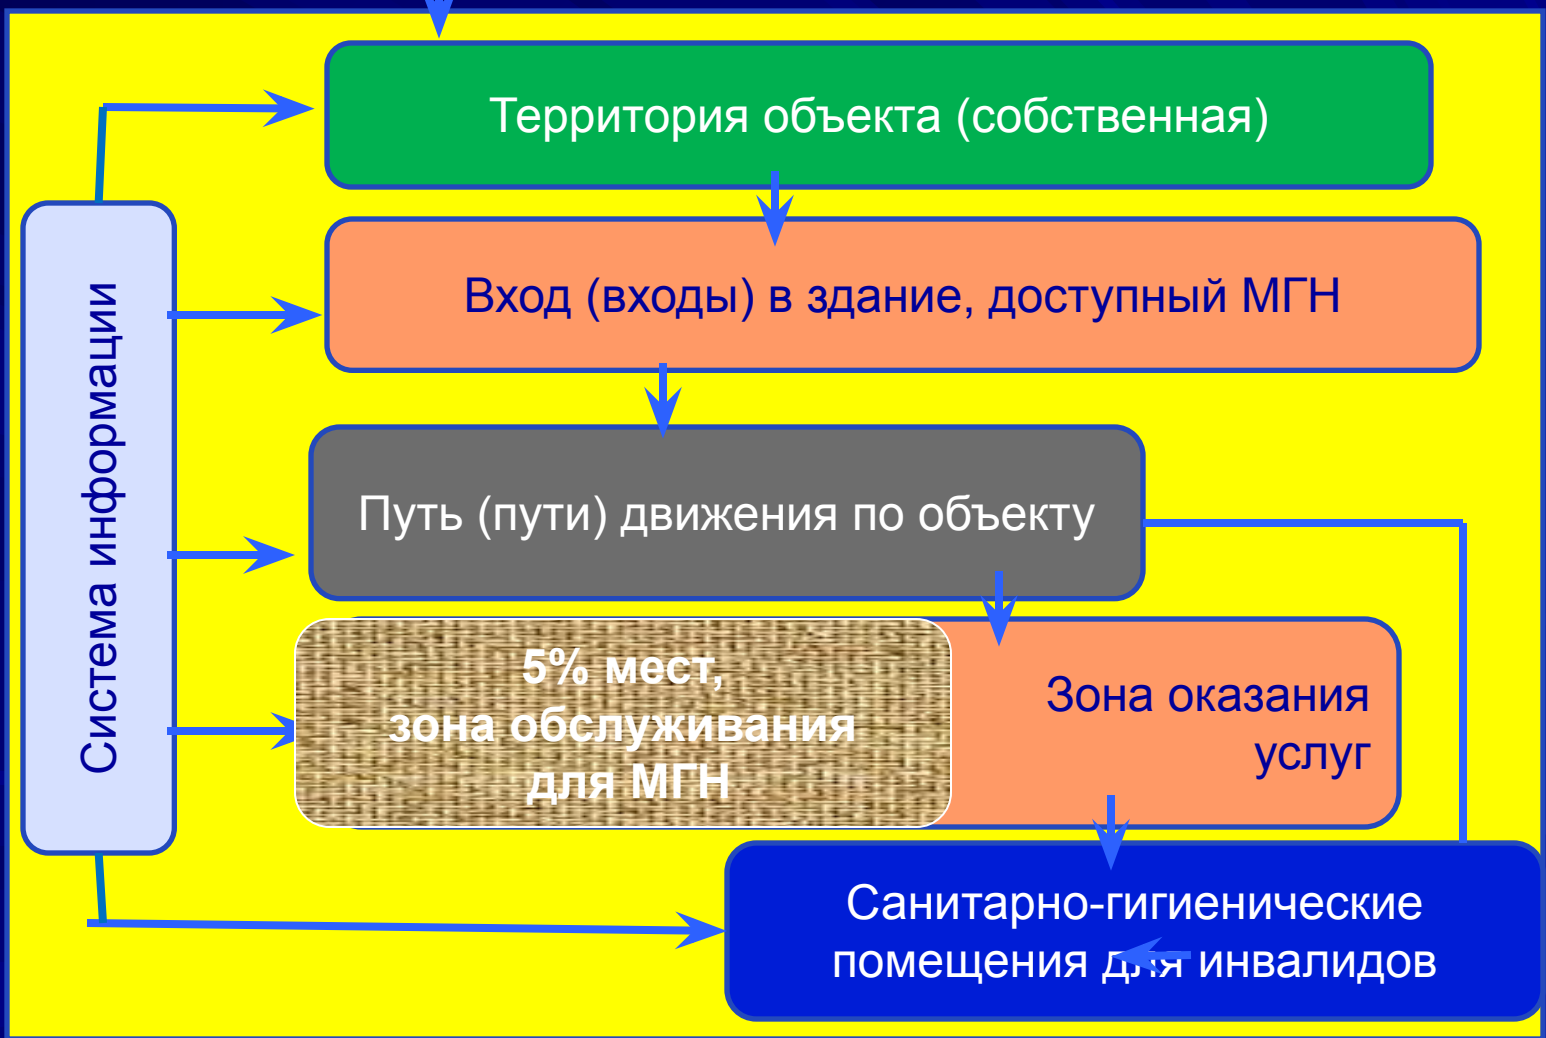 Территория объекта (собственная)
Вход (входы) в здание, доступный МГН
Система информации
Путь (пути) движения по объекту
5% мест,
зона обслуживания
для МГН
Зона оказания
услуг
Санитарно-гигиенические
помещения для инвалидов